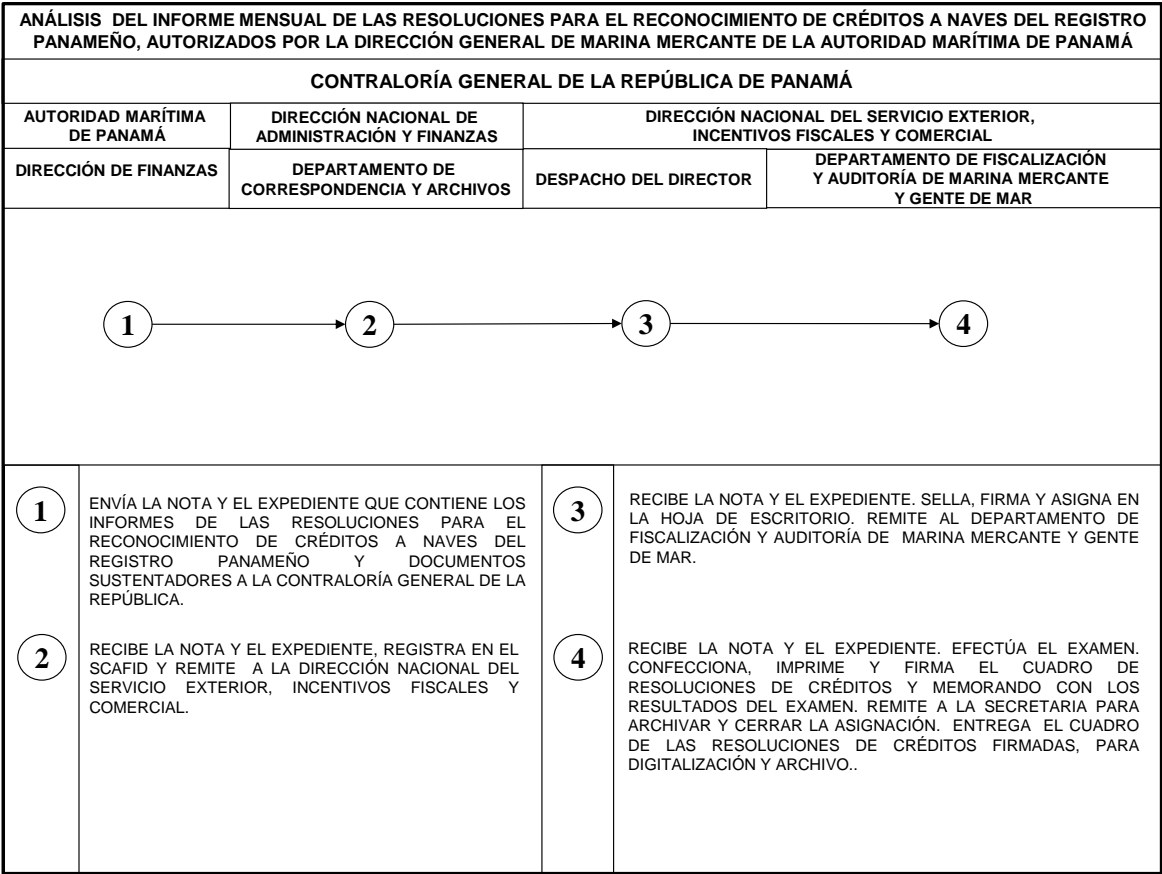 ANÁLISIS DEL INFORME MENSUAL DE LAS RESOLUCIONES PARA EL RECONOCIMIENTO DE CRÉDITOS A NAVES DEL REGISTRO
PANAMEÑO, AUTORIZADOS POR LA DIRECCIÓN GENERAL DE MARINA MERCANTE DE LA AUTORIDAD MARÍTIMA DE PANAMÁ
CONTRALORÍA GENERAL DE LA REPÚBLICA DE PANAMÁ
AUTORIDAD MARÍTIMA
DE PANAMÁ
DIRECCIÓN NACIONAL DE
ADMINISTRACIÓN Y FINANZAS
DIRECCIÓN NACIONAL DEL SERVICIO EXTERIOR,
INCENTIVOS FISCALES Y COMERCIAL
DIRECCIÓN DE FINANZAS
DEPARTAMENTO DE
CORRESPONDENCIA Y ARCHIVOS
DESPACHO DEL DIRECTOR
DEPARTAMENTO DE FISCALIZACIÓN
Y AUDITORÍA DE MARINA MERCANTE
Y GENTE DE MAR
1
2
3
4
1
ENVÍA LA NOTA Y EL EXPEDIENTE QUE CONTIENE LOS
INFORMES DE LAS RESOLUCIONES PARA EL
RECONOCIMIENTO DE CRÉDITOS A NAVES DEL
REGISTRO PANAMEÑO Y DOCUMENTOS
SUSTENTADORES A LA CONTRALORÍA GENERAL DE LA
REPÚBLICA.
2
RECIBE LA NOTA Y EL EXPEDIENTE, REGISTRA EN EL
SCAFID Y REMITE A LA DIRECCIÓN NACIONAL DEL
SERVICIO EXTERIOR, INCENTIVOS FISCALES Y
COMERCIAL.
3
RECIBE LA NOTA Y EL EXPEDIENTE. SELLA, FIRMA Y ASIGNA EN
LA HOJA DE ESCRITORIO. REMITE AL DEPARTAMENTO DE
FISCALIZACIÓN Y AUDITORÍA DE MARINA MERCANTE Y GENTE
DE MAR.
4
RECIBE LA NOTA Y EL EXPEDIENTE. EFECTÚA EL EXAMEN.
CONFECCIONA, IMPRIME Y FIRMA EL CUADRO DE
RESOLUCIONES DE CRÉDITOS Y MEMORANDO CON LOS
RESULTADOS DEL EXAMEN. REMITE A LA SECRETARIA PARA
ARCHIVAR Y CERRAR LA ASIGNACIÓN. ENTREGA EL CUADRO
DE LAS RESOLUCIONES DE CRÉDITOS FIRMADAS, PARA
DIGITALIZACIÓN Y ARCHIVO..